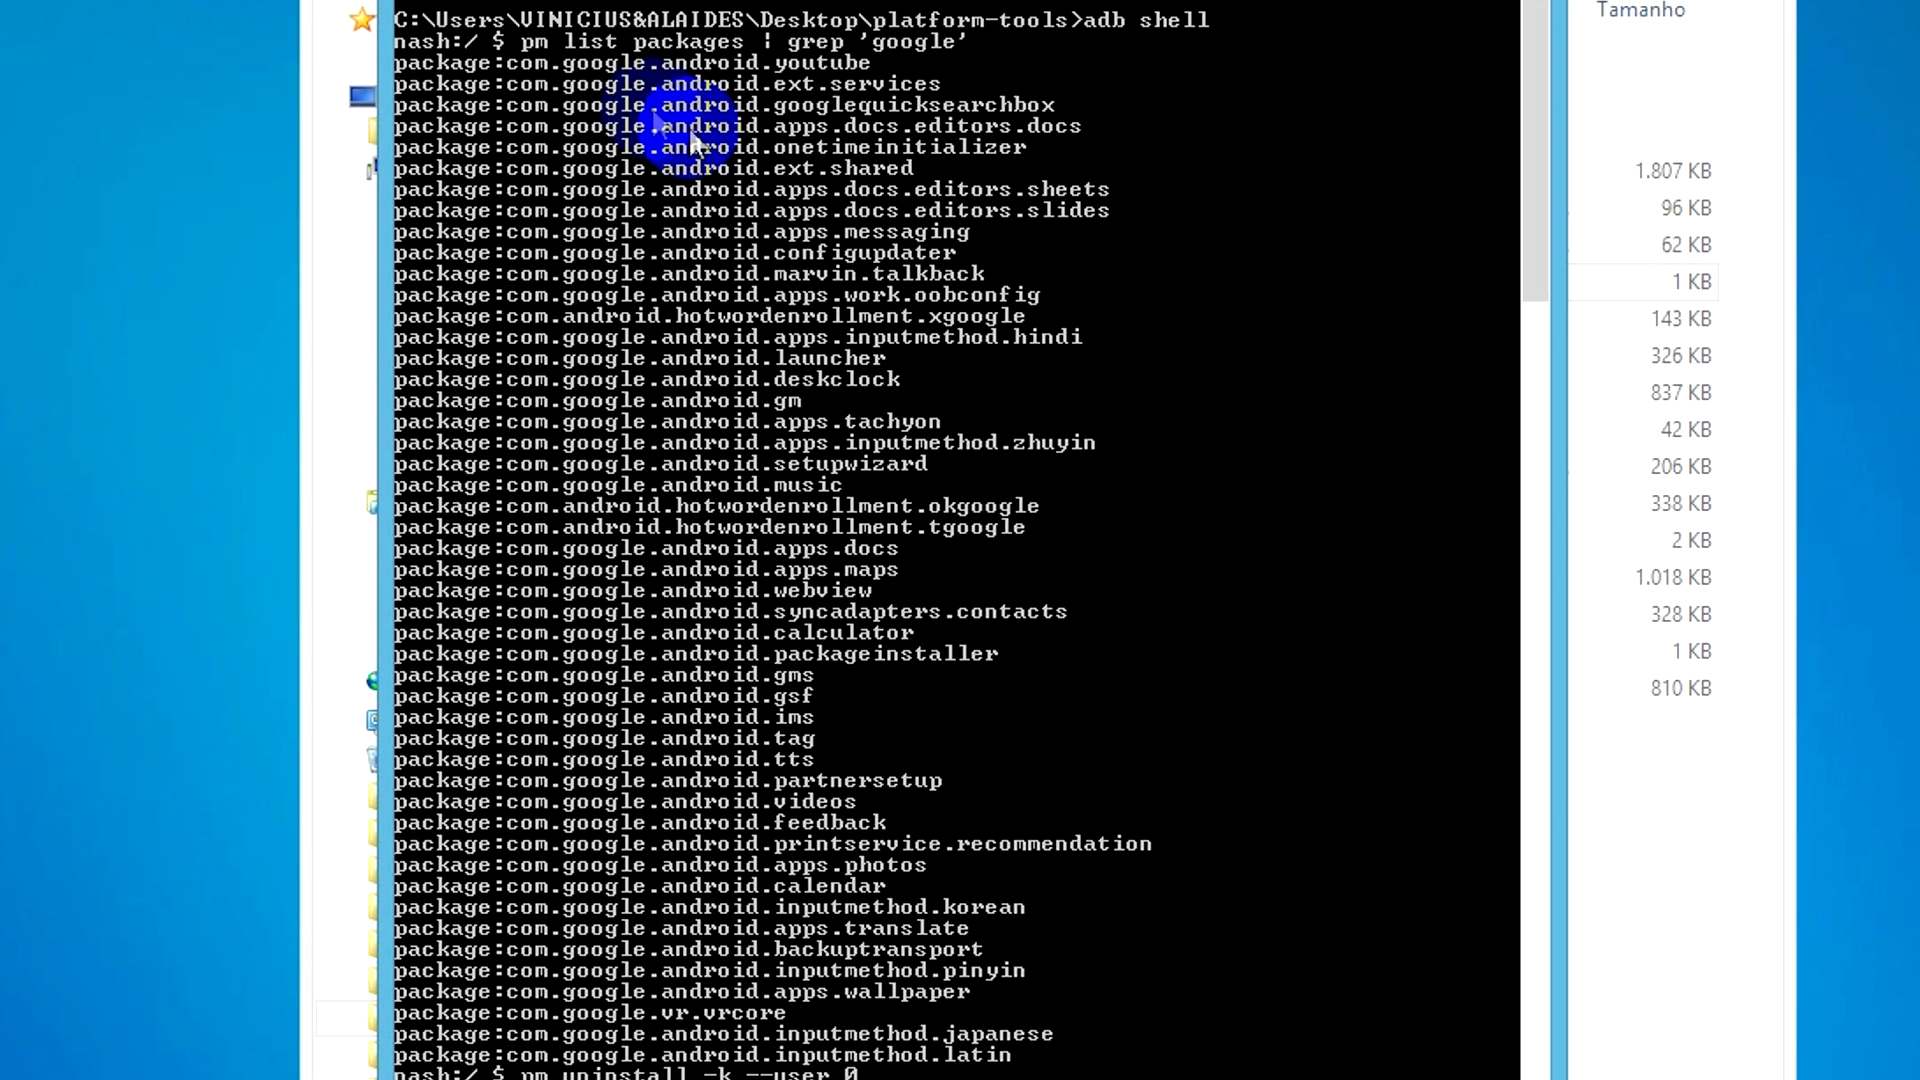 Tamanho
C:\Users\VINICIUS&ALAIDES\Desktop\platform-tools>adb shell
nash:/ $ pm list packages | grep 'google'
package:com.google.android.youtube
package:com.google.android.ext.services
package:com.google.android.googlequicksearchbox
package:com.google.android.apps.docs.editors.docs
package:com.google.android.onetimeinitializer
package:com.google.android.ext.shared
package:com.google.android.apps.docs.editors.sheets
package:com.google.android.apps.docs.editors.slides
package:com.google.android.apps.messaging
package:com.google.android.configupdater
package:com.google.android.marvin.talkback
package:com.google.android.apps.work.oobconfig
package:com.android.hotwordenrollment.xgoogle
package:com.google.android.apps.inputmethod.hindi
package:com.google.android.launcher
package:com.google.android.deskclock
package:com.google.android.gm
package:com.google.android.apps.tachyon
package:com.google.android.apps.inputmethod.zhuyin
package:com.google.android.setupwizard
package:com.google.android.music
package:com.android.hotwordenrollment.okgoogle
package:com.android.hotwordenrollment.tgoogle
package:com.google.android.apps.docs
package:com.google.android.apps.maps
package:com.google.android.webview
package:com.google.android.syncadapters.contacts
package:com.google.android.calculator
package:com.google.android.packageinstaller
package:com.google.android.gms
package:com.google.android.gsf
package:com.google.android.ims
package:com.google.android.tag
package:com.google.android.tts
package:com.google.android.partnersetup
package:com.google.android.videos
package:com.google.android.feedback
package:com.google.android.printservice.recommendation
package:com.google.android.apps.photos
package:com.google.android.calendar
package:com.google.android.inputmethod.korean
package:com.google.android.apps.translate
package:com.google.android.backuptransport
package:com.google.android.inputmethod.pinyin
package:com.google.android.apps.wallpaper
package:com.google.vr.vrcore
package:com.google.android.inputmethod.japanese
package:com.google.android.inputmethod.latin
nash:/ $ pm uninstall -k --user 0
1.807 KB
96 KB
62 KB
1 KB
143 KB
326 KB
837 KB
42 KB
206 KB
338 KB
2 KB
1.018 KB
328 KB
1 KB
810 KB